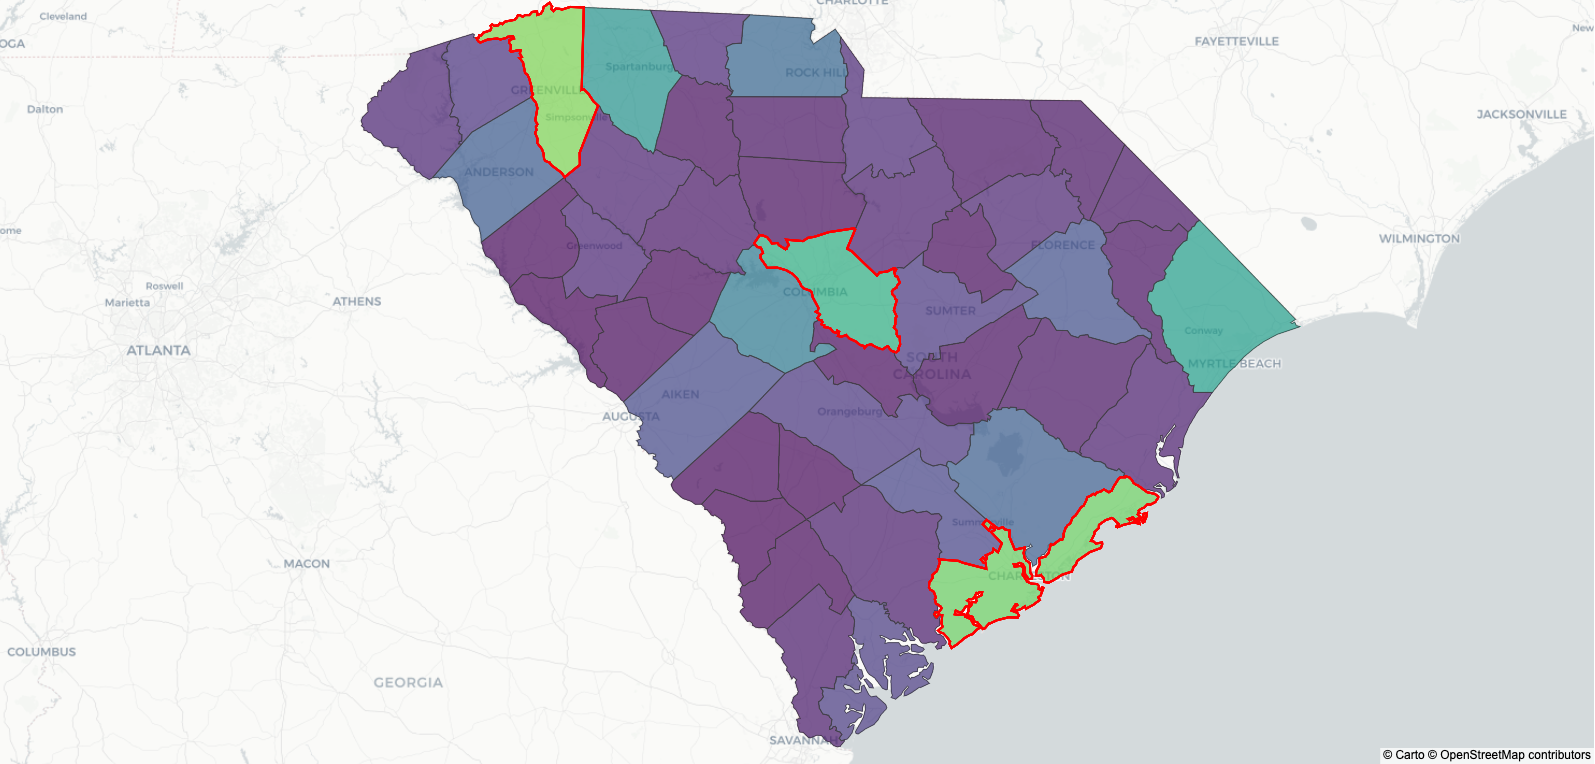 CHARLOTTE
Cleveland
OGA
New
FAYETTEVILLE
Spartanburg
ROCK HILL
GREENVILLE
Simpsonville
Dalton
JACKSONVILLE
ANDERSON
ome
WILMINGTON
FLORENCE
Greenwood
Roswell
Marietta
ATHENS
COLUMBIA
SUMTER
Conway
ATLANTA
SOUTH
CAROLINA
MYRTLE BEACH
AIKEN
AUGUSTA
Orangeburg
Summerville
MACON
CHARLESTON
COLUMBUS
GEORGIA
SAVANNAH
© Carto © OpenStreetMap contributors